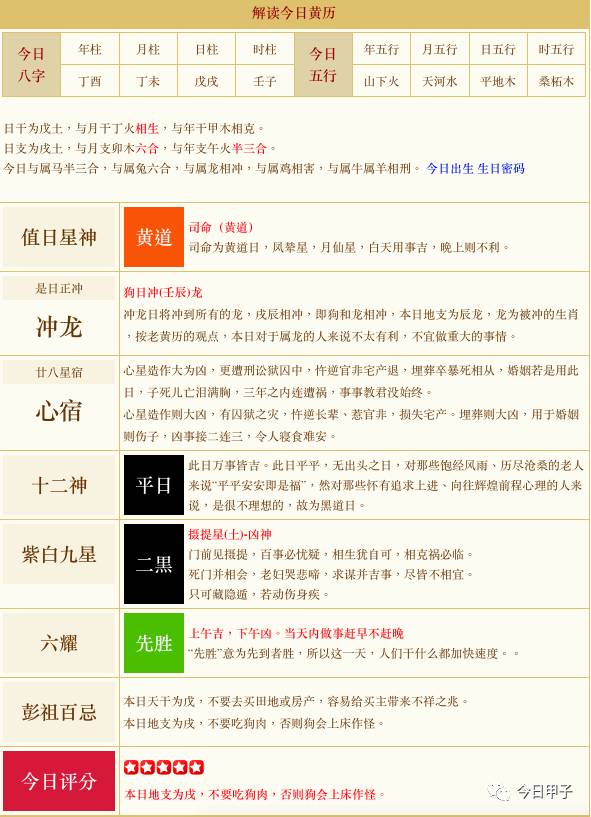 解读今日黄历
今日八字
年柱 月柱 日柱 时柱
丁酉 丁未 戊戌 壬子
今日五行
年五行 月五行 日五行 时五行
山下火 天河水 平地木 桑柘木
日干为戊土，与月干丁火相生，与年干甲木相克。
日支为戌土，与月支卯木六合，与年支午火半三合。
今日与属马半三合，与属兔六合，与属龙相冲，与属鸡相害，与属牛属羊相刑。 今日出生 生日密码
值日星神
黄道
司命（黄道）
司命为黄道日，凤辇星，月仙星，白天用事吉，晚上则不利。
是日正冲
冲龙
狗日冲(壬辰)龙
冲龙日将冲到所有的龙，戌辰相冲，即狗和龙相冲，本日地支为辰龙，龙为被冲的生肖
，按老黄历的观点，本日对于属龙的人来说不太有利，不宜做重大的事情。
廿八星宿
心宿
心星造作大为凶，更遭刑讼狱囚中，忤逆官非宅产退，埋葬卒暴死相从，婚姻若是用此
日，子死儿亡泪满胸，三年之内连遭祸，事事教君没始终。
心星造作则大凶，有囚狱之灾，忤逆长辈、惹官非，损失宅产。埋葬则大凶，用于婚姻
则伤子，凶事接二连三，令人寝食难安。
十二神
平日
此日万事皆吉。此日平平，无出头之日，对那些饱经风雨、历尽沧桑的老人
来说“平平安安即是福”，然对那些怀有追求上进、向往辉煌前程心理的人来
说，是很不理想的，故为黑道日。
紫白九星
二黑
摄提星(土)-凶神
门前见摄提，百事必忧疑，相生犹自可，相克祸必临。
死门并相会，老妇哭悲啼，求谋并吉事，尽皆不相宜。
只可藏隐遁，若动伤身疾。
六耀
先胜
上午吉，下午凶。当天内做事赶早不赶晚
“先胜”意为先到者胜，所以这一天，人们干什么都加快速度。。
彭祖百忌
本日天干为戊，不要去买田地或房产，容易给买主带来不祥之兆。
本日地支为戌，不要吃狗肉，否则狗会上床作怪。
今日评分
本日地支为戌，不要吃狗肉，否则狗会上床作怪。
今日甲子